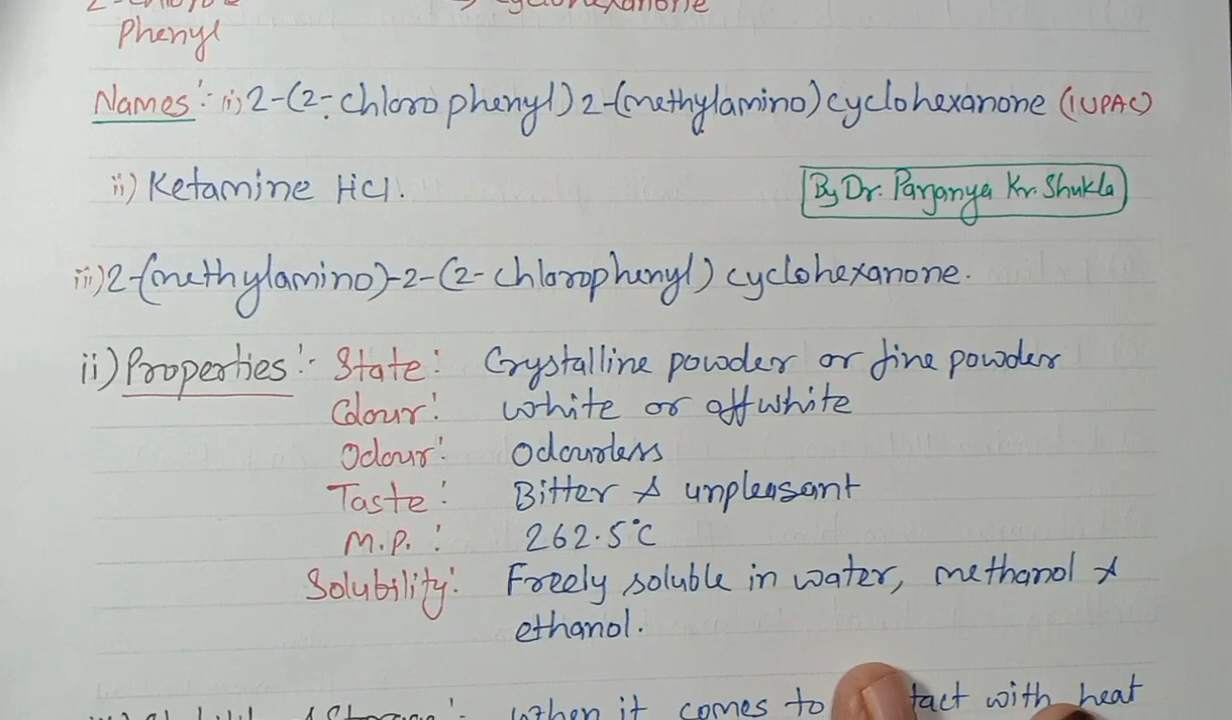 Phenyl
Names:- i) 2-(2-chlorophenyl) 2-(methylamino) cyclohexanone (IUPAC)
ii) Ketamine HCl.
By Dr. Parjanya Kr. Shukla
iii) 2-(methylamino)-2-(2-chlorophenyl) cyclohexanone.
ii) Properties:- State: Crystalline powder or fine powder
Colour: white or off white
Odour: Odourless
Taste: Bitter & unpleasant
M.P.: 262.5°C
Solubility: Freely soluble in water, methanol &
ethanol.
when it comes to tact with heat